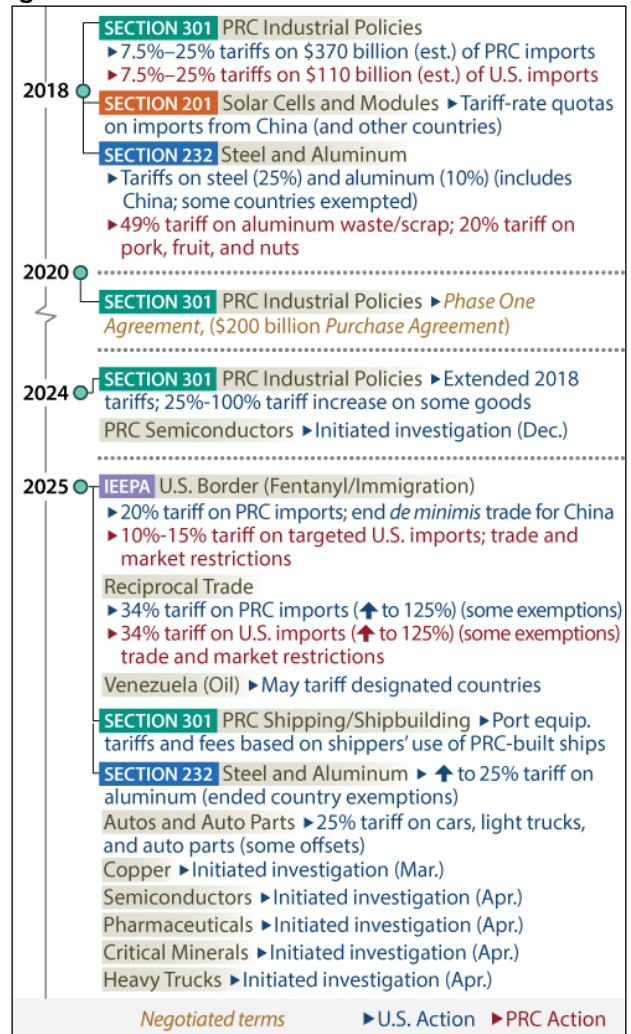 2018
SECTION 301 PRC Industrial Policies
▸7.5%–25% tariffs on $370 billion (est.) of PRC imports
▸7.5%–25% tariffs on $110 billion (est.) of U.S. imports
SECTION 201 Solar Cells and Modules ▸Tariff-rate quotas
on imports from China (and other countries)
SECTION 232 Steel and Aluminum
▸Tariffs on steel (25%) and aluminum (10%) (includes
China; some countries exempted)
▸49% tariff on aluminum waste/scrap; 20% tariff on
pork, fruit, and nuts
2020
SECTION 301 PRC Industrial Policies ▸Phase One
Agreement, ($200 billion Purchase Agreement)
2024
SECTION 301 PRC Industrial Policies ▸Extended 2018
tariffs; 25%-100% tariff increase on some goods
PRC Semiconductors ▸Initiated investigation (Dec.)
2025
IEEPA U.S. Border (Fentanyl/Immigration)
▸20% tariff on PRC imports; end de minimis trade for China
▸10%-15% tariff on targeted U.S. imports; trade and
market restrictions
Reciprocal Trade
▸34% tariff on PRC imports (🡅 to 125%) (some exemptions)
▸34% tariff on U.S. imports (🡅 to 125%) (some exemptions)
trade and market restrictions
Venezuela (Oil) ▸May tariff designated countries
SECTION 301 PRC Shipping/Shipbuilding ▸Port equip.
tariffs and fees based on shippers' use of PRC-built ships
SECTION 232 Steel and Aluminum ▸ 🡅 to 25% tariff on
aluminum (ended country exemptions)
Autos and Auto Parts ▸25% tariff on cars, light trucks,
and auto parts (some offsets)
Copper ▸Initiated investigation (Mar.)
Semiconductors ▸Initiated investigation (Apr.)
Pharmaceuticals ▸Initiated investigation (Apr.)
Critical Minerals ▸Initiated investigation (Apr.)
Heavy Trucks ▸Initiated investigation (Apr.)
Negotiated terms ▸U.S. Action ▸PRC Action